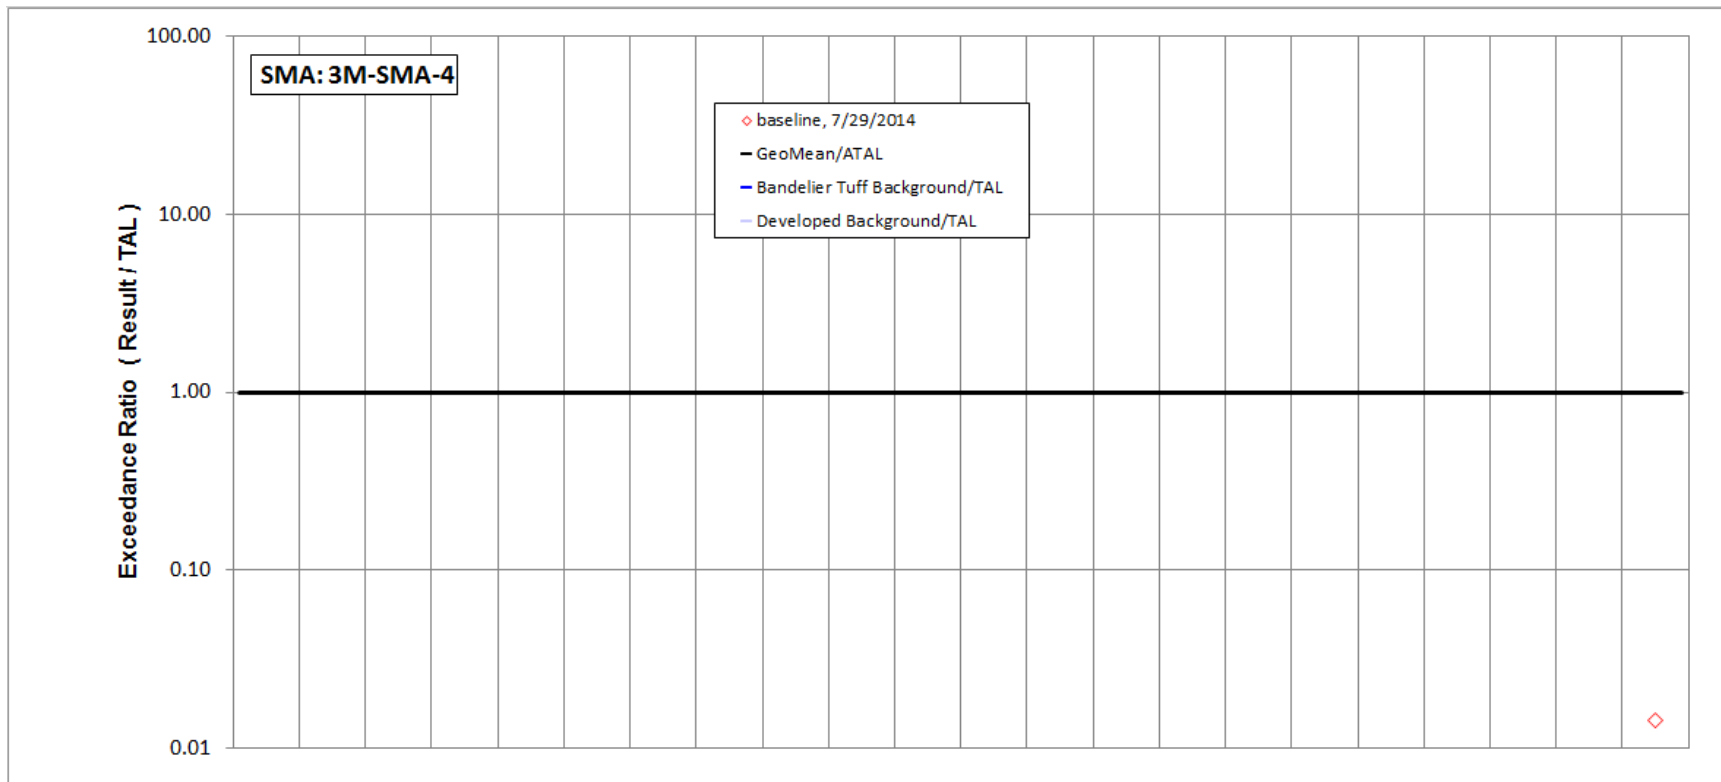 100.00
SMA: 3M-SMA-4
baseline, 7/29/2014
GeoMean/ATAL
Bandelier Tuff Background/TAL
Developed Background/TAL
10.00
Exceedance Ratio ( Result / TAL )
1.00
0.10
0.01